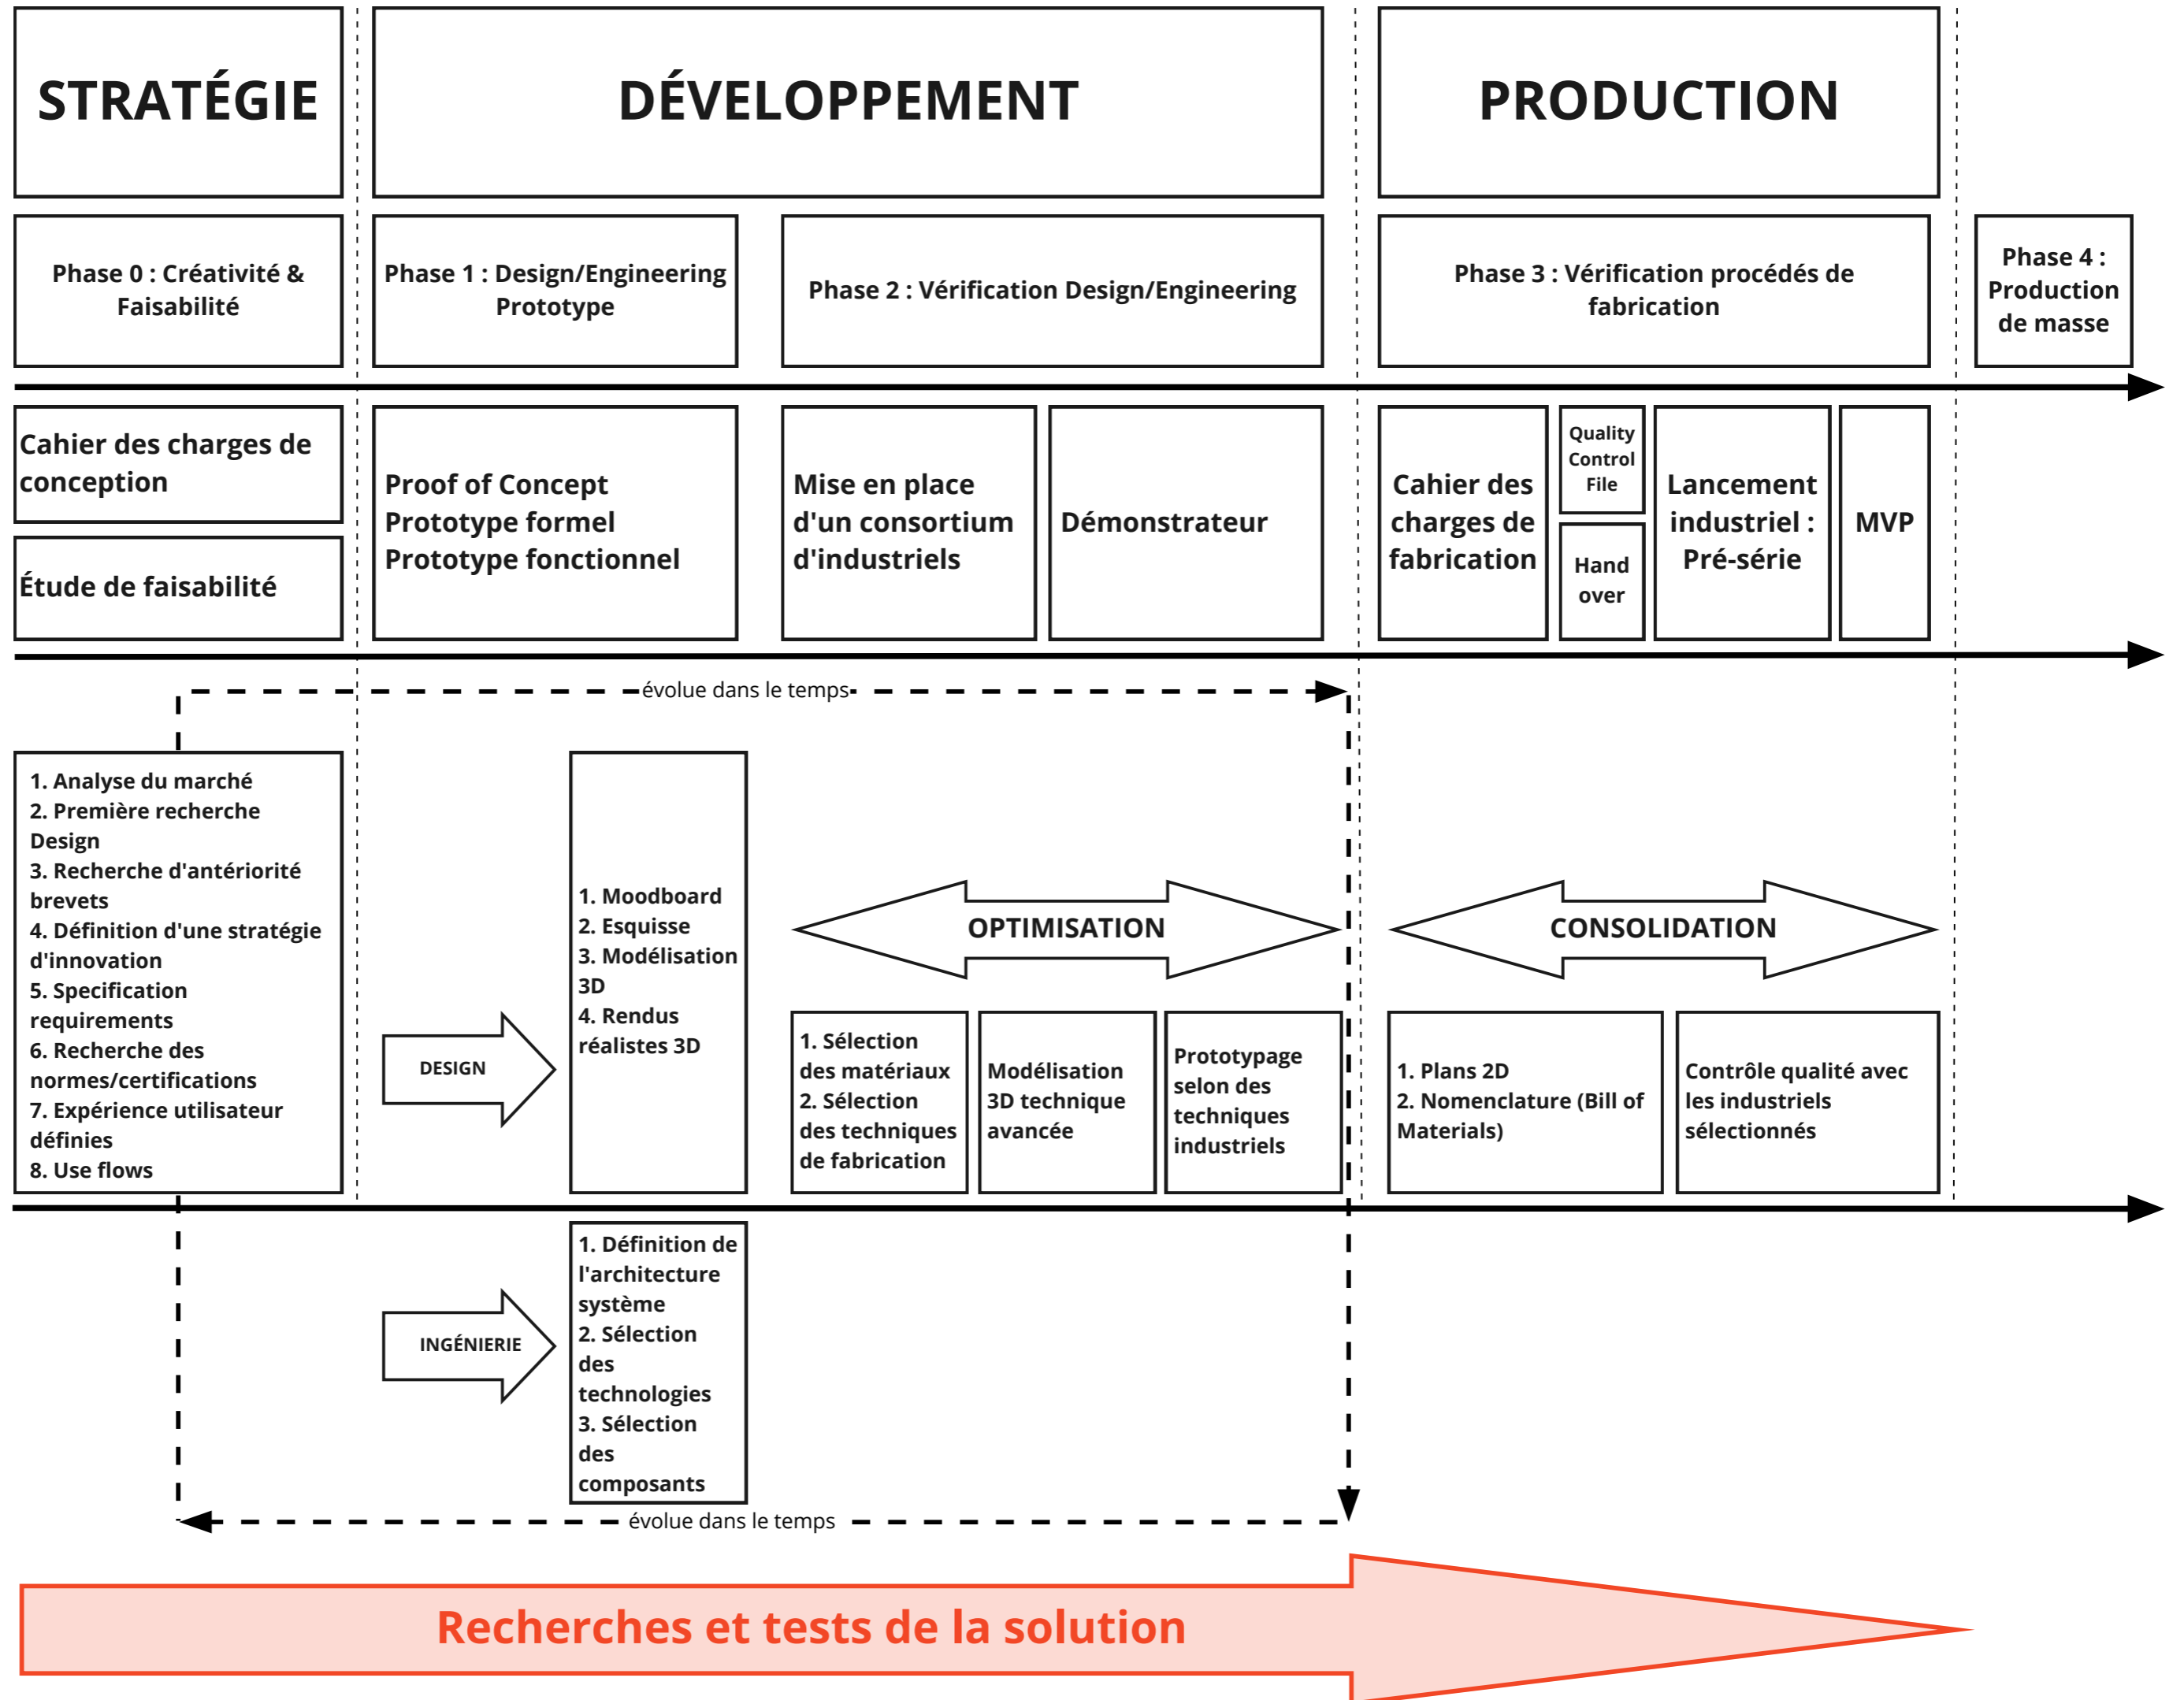 STRATÉGIE
DÉVELOPPEMENT
PRODUCTION
Phase 0 : Créativité &
Faisabilité
Phase 1 : Design/Engineering
Prototype
Phase 2 : Vérification Design/Engineering
Phase 3 : Vérification procédés de
fabrication
Phase 4 :
Production
de masse
Cahier des charges de
conception
Étude de faisabilité
Proof of Concept
Prototype formel
Prototype fonctionnel
Mise en place
d'un consortium
d'industriels
Démonstrateur
Cahier des
charges de
fabrication
Quality
Control
File
Hand
over
Lancement
industriel :
Pré-série
MVP
évolue dans le temps
1. Analyse du marché
2. Première recherche
Design
3. Recherche d'antériorité
brevets
4. Définition d'une stratégie
d'innovation
5. Specification
requirements
6. Recherche des
normes/certifications
7. Expérience utilisateur
définies
8. Use flows
DESIGN
1. Moodboard
2. Esquisse
3. Modélisation
3D
4. Rendus
réalistes 3D
OPTIMISATION
1. Sélection
des matériaux
2. Sélection
des techniques
de fabrication
Modélisation
3D technique
avancée
Prototypage
selon des
techniques
industriels
CONSOLIDATION
1. Plans 2D
2. Nomenclature (Bill of
Materials)
Contrôle qualité avec
les industriels
sélectionnés
INGÉNIERIE
1. Définition de
l'architecture
système
2. Sélection
des
technologies
3. Sélection
des
composants
évolue dans le temps
Recherches et tests de la solution